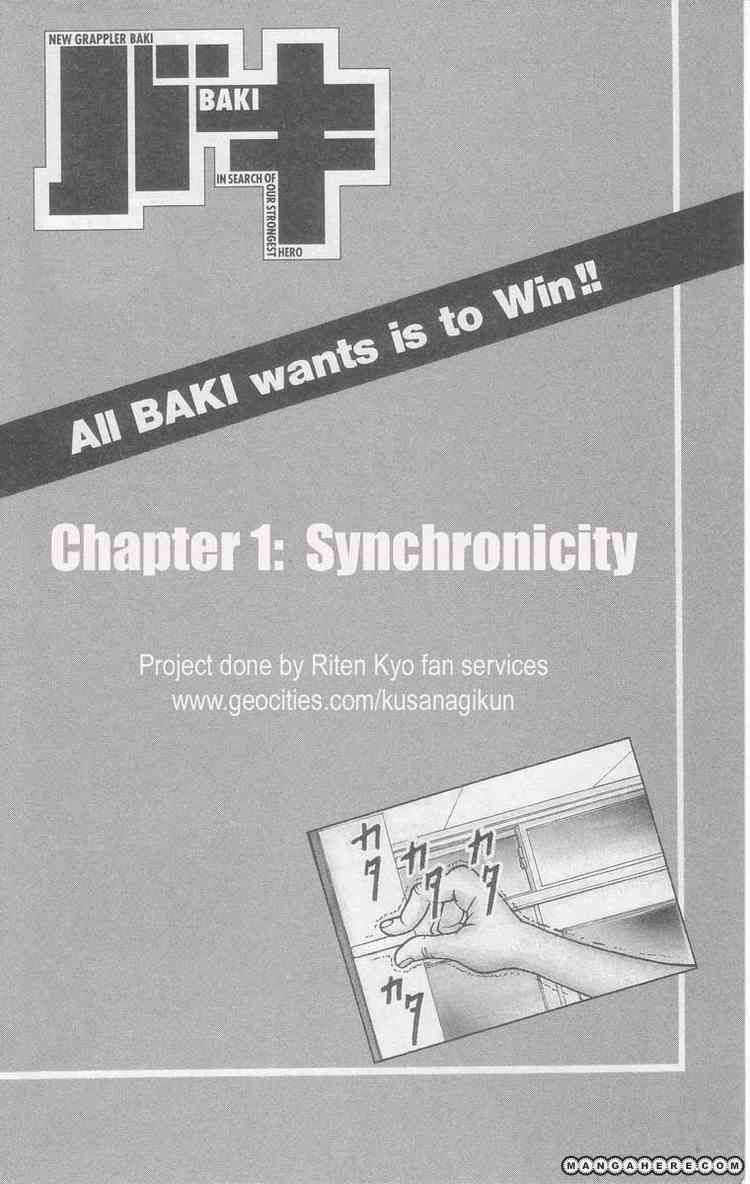 NEW GRAPPLER BAKI
バキ
BAKI
IN SEARCH OF
OUR STRONGEST
HERO
All BAKI wants is to Win!!
Chapter 1: Synchronicity
Project done by Riten Kyo fan services
www.geocities.com/kusanagikun
カタ
カタ
カタ
カタ
MANGAHERE.COM